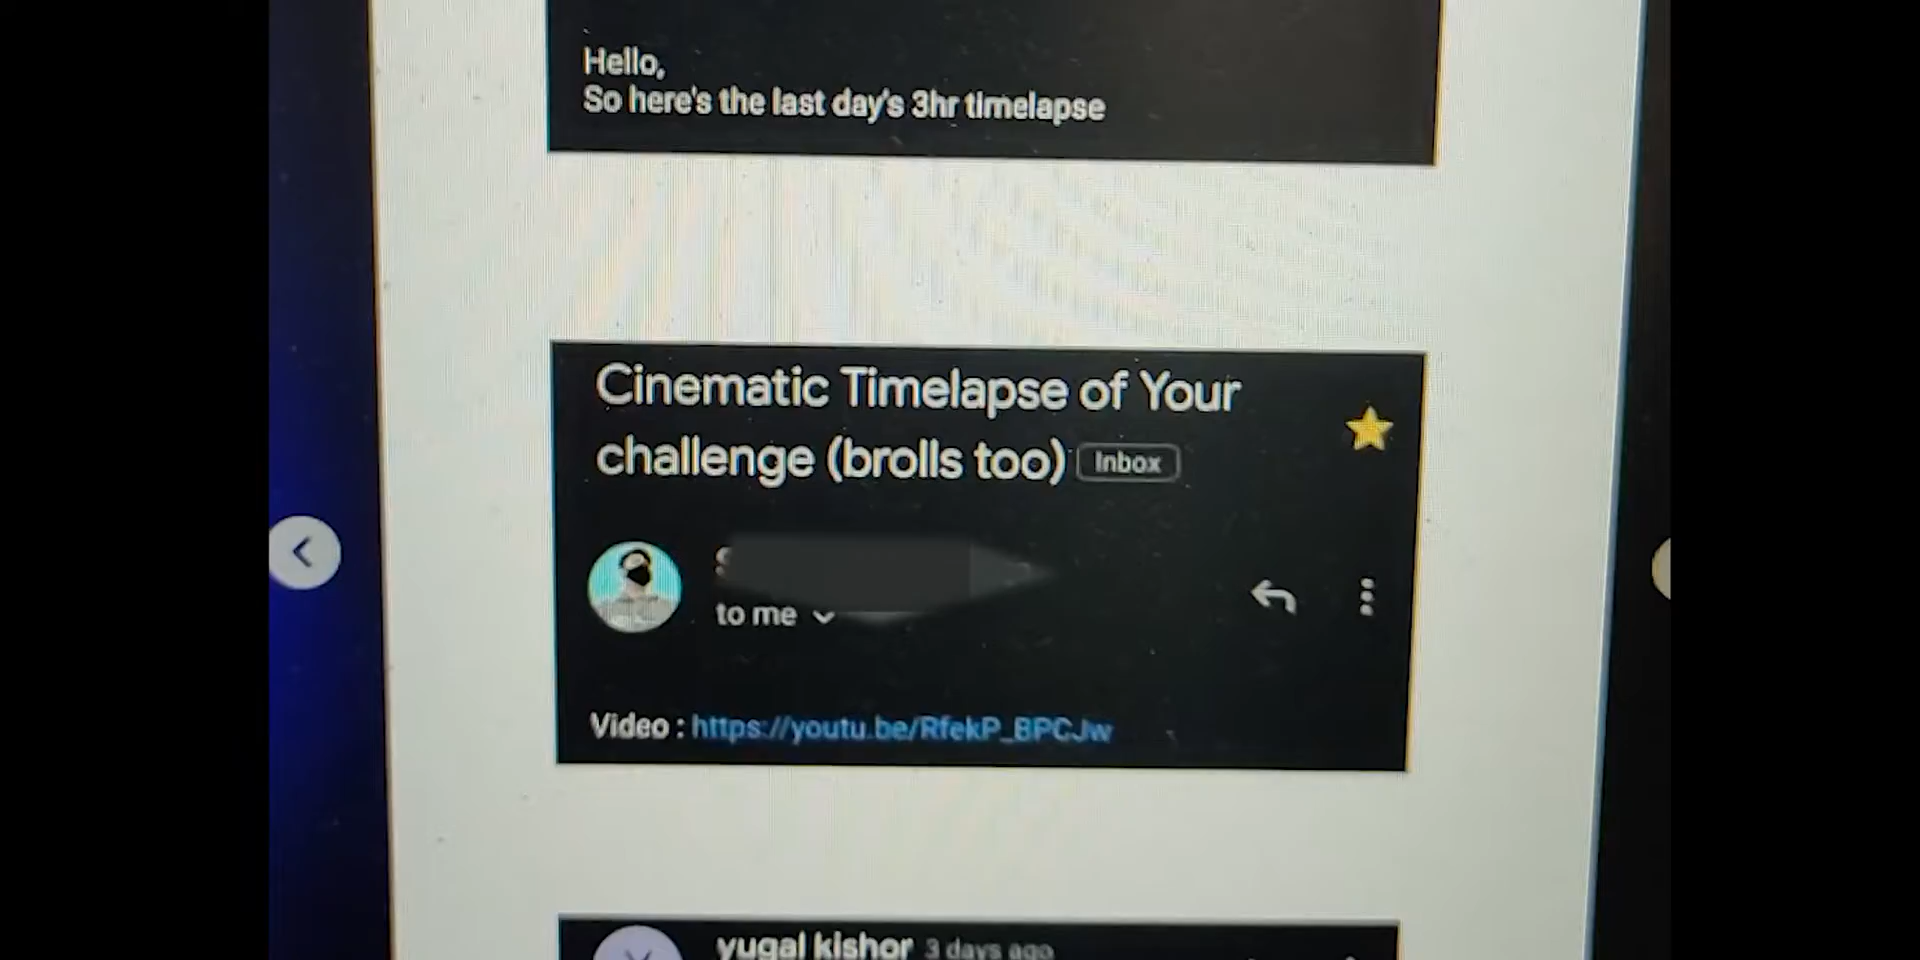 Hello,
So here's the last day's 3hr timelapse
Cinematic Timelapse of Your
challenge (brolls too) Inbox
to me
Video : https://youtu.be/RfekP_BPCJw
yugal kishor 3 days ago